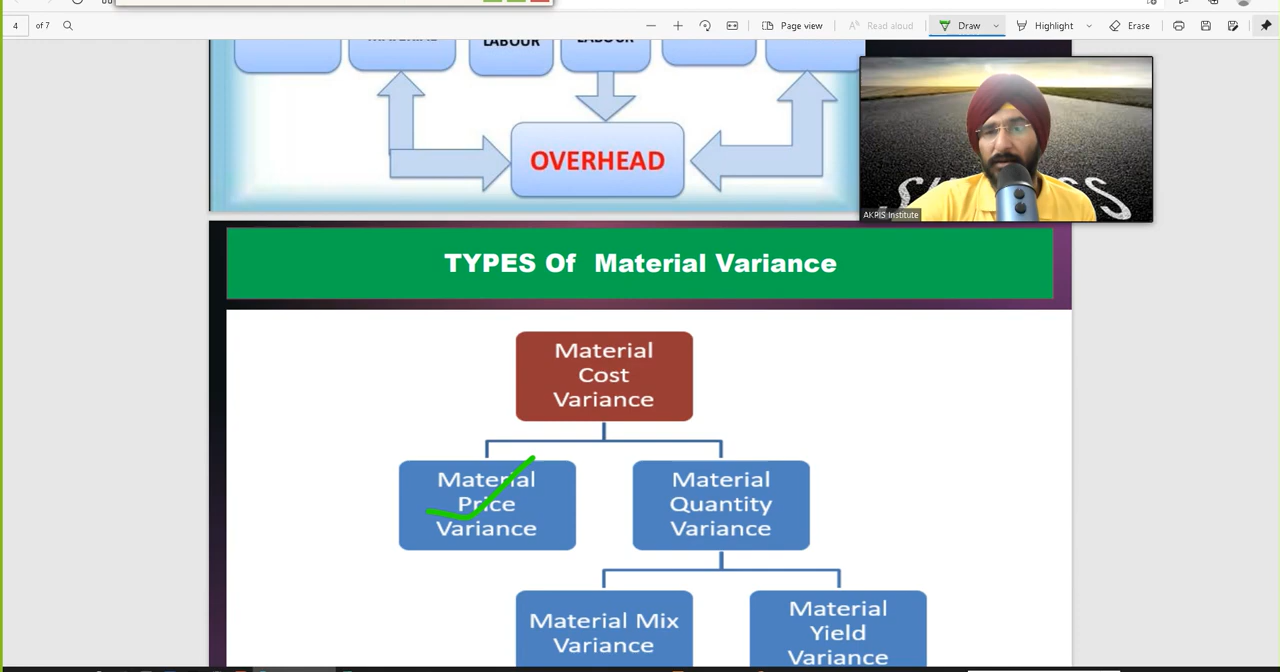 4 of 7
Page view
Read aloud
Draw
Highlight
Erase
LABOUR
OVERHEAD
AKPIS Institute
TYPES Of Material Variance
Material
Cost
Variance
Material
Price
Variance
Material
Quantity
Variance
Material Mix
Variance
Material
Yield
Variance